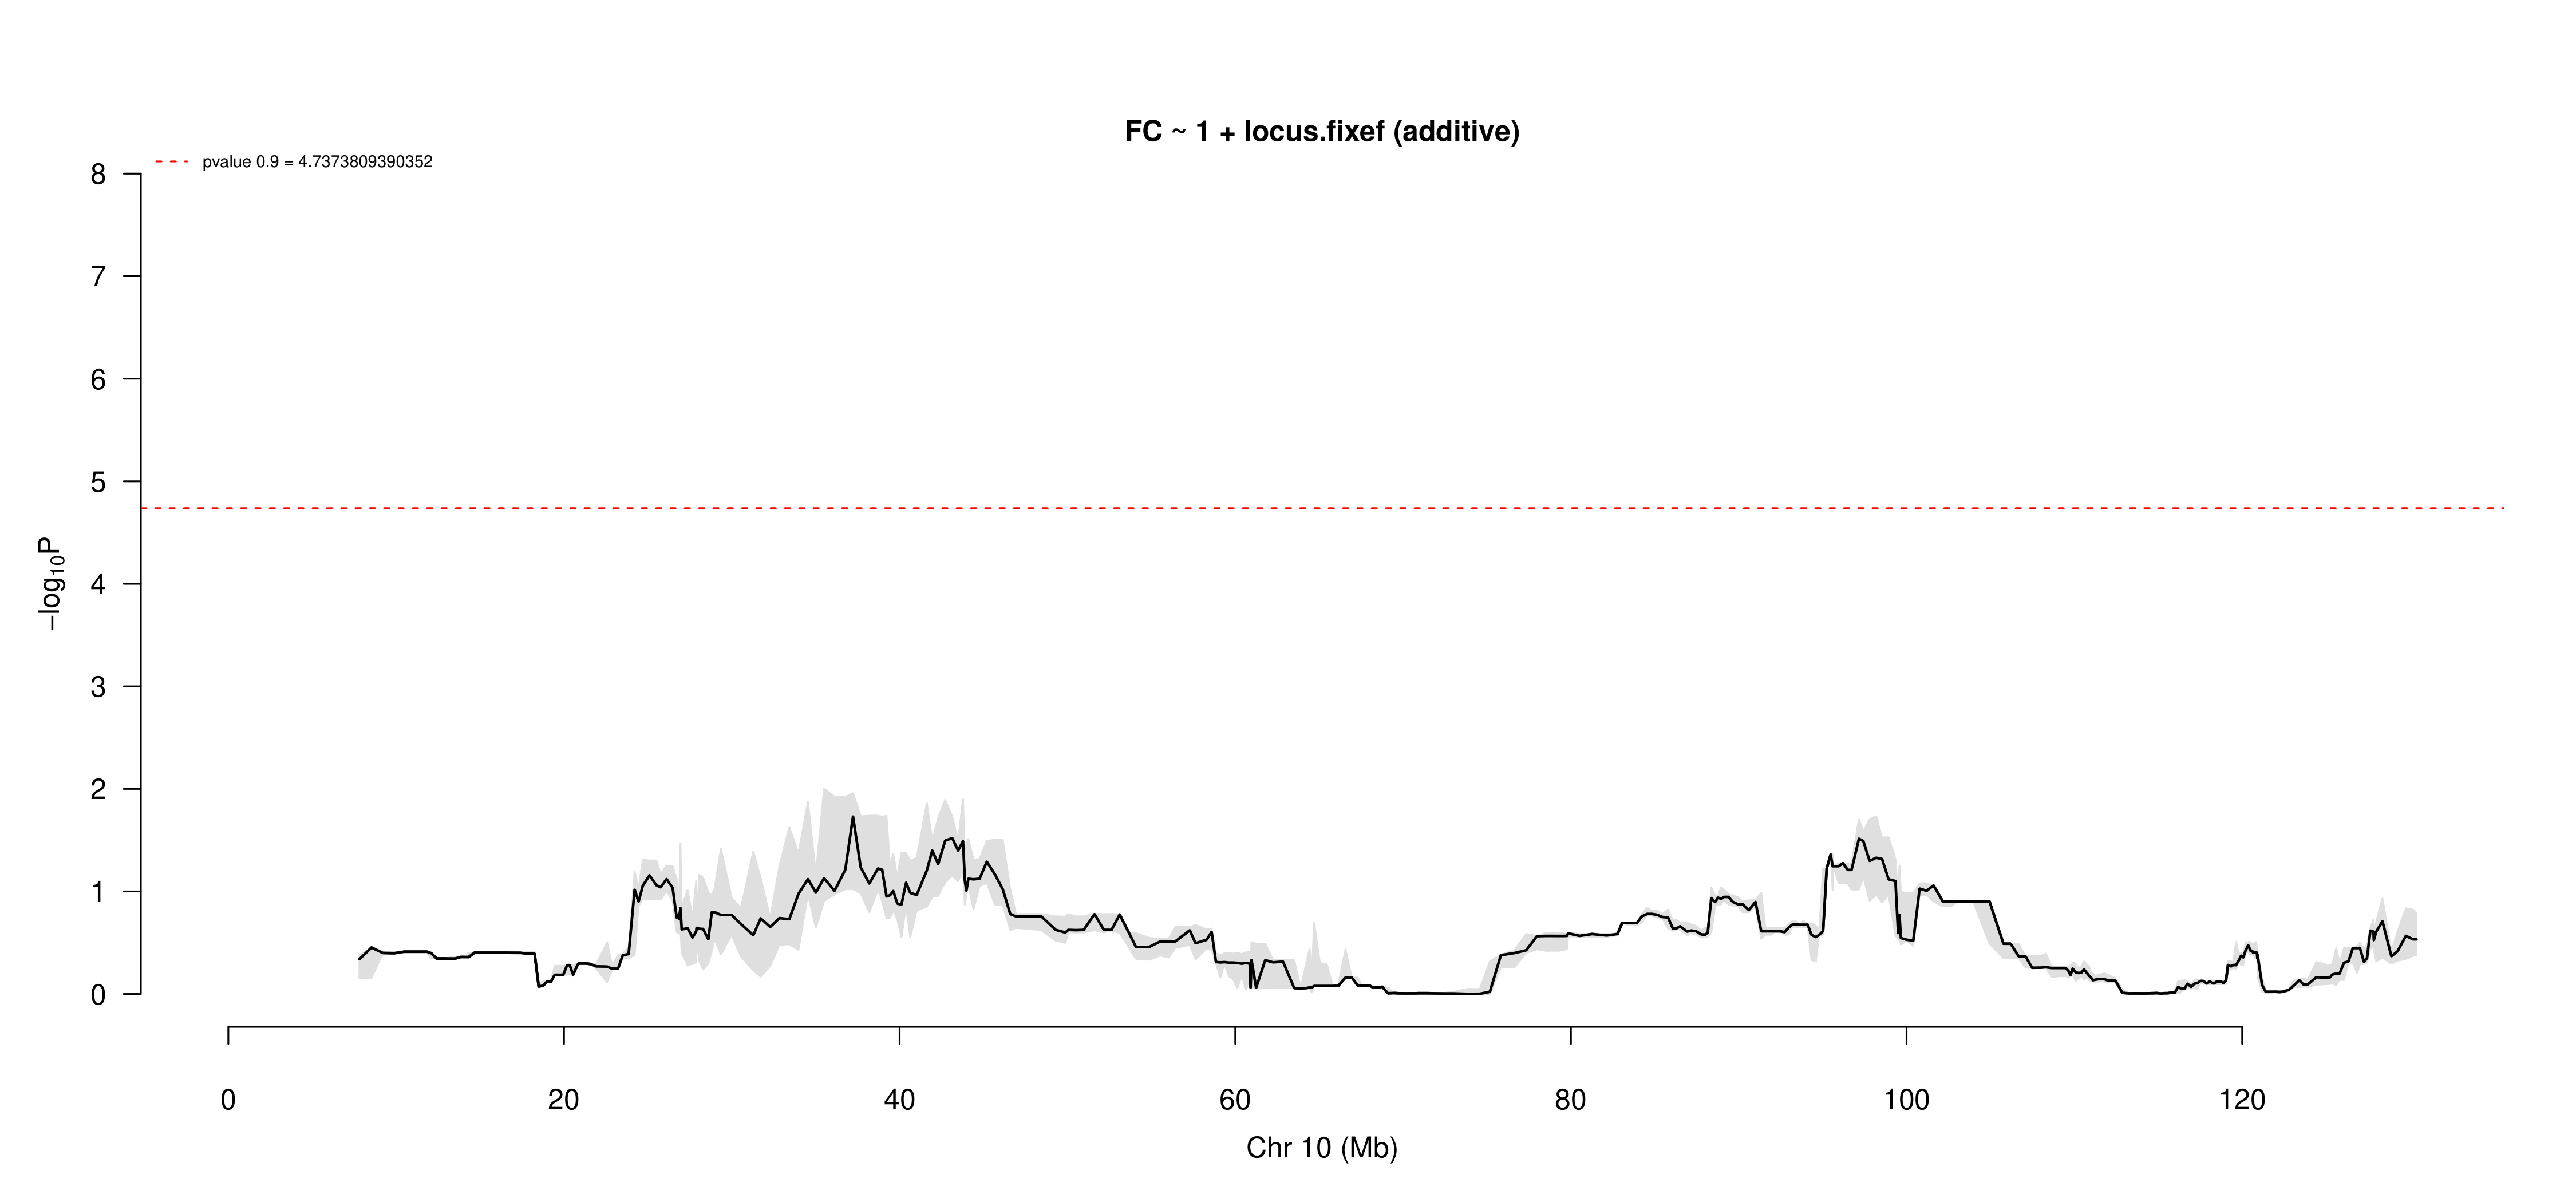 FC ~ 1 + locus.fixef (additive)
pvalue 0.9 = 4.7373809390352
8
7
6
5
4
3
2
1
0
−log10P
0 20 40 60 80 100 120
Chr 10 (Mb)